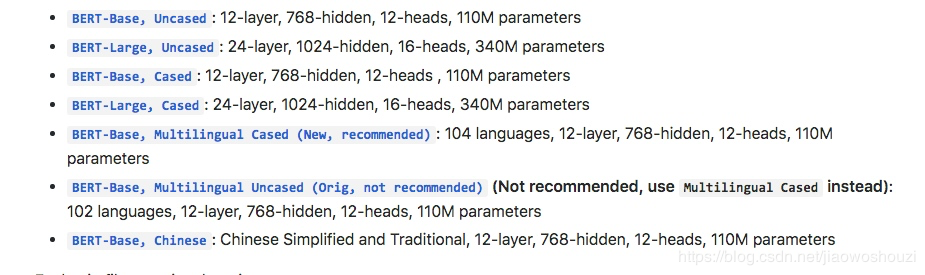 BERT-Base, Uncased: 12-layer, 768-hidden, 12-heads, 110M parameters
BERT-Large, Uncased: 24-layer, 1024-hidden, 16-heads, 340M parameters
BERT-Base, Cased: 12-layer, 768-hidden, 12-heads , 110M parameters
BERT-Large, Cased: 24-layer, 1024-hidden, 16-heads, 340M parameters
BERT-Base, Multilingual Cased (New, recommended): 104 languages, 12-layer, 768-hidden, 12-heads, 110M
parameters
BERT-Base, Multilingual Uncased (Orig, not recommended) (Not recommended, use Multilingual Cased instead):
102 languages, 12-layer, 768-hidden, 12-heads, 110M parameters
BERT-Base, Chinese: Chinese Simplified and Traditional, 12-layer, 768-hidden, 12-heads, 110M parameters
https://blog.csdn.net/jiaowoshouzi